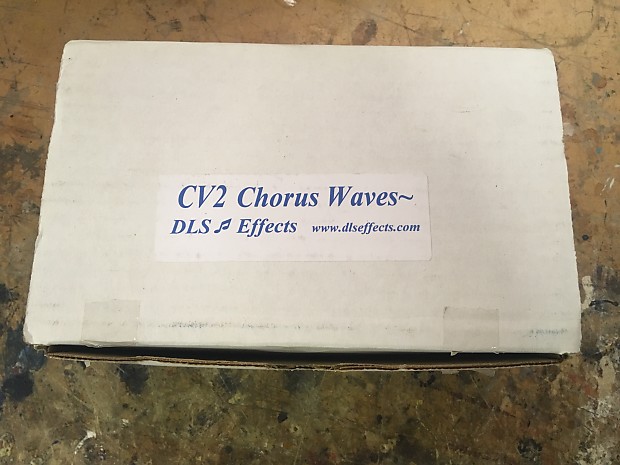 CV2 Chorus Waves~
DLS ♫ Effects www.dlseffects.com